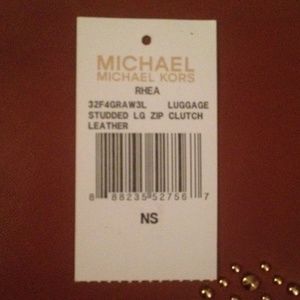 MICHAEL
MICHAEL KORS
RHEA
32F4GRAW3L LUGGAGE
STUDDED LG ZIP CLUTCH
LEATHER
8 88235 52756 7
NS